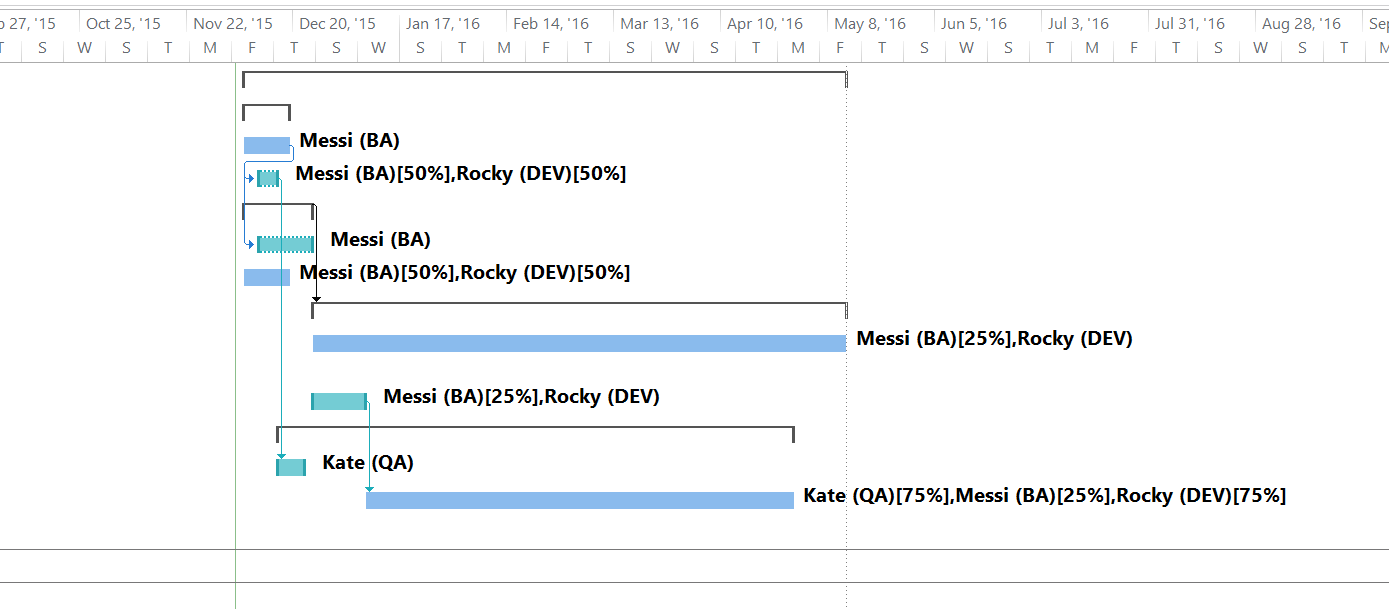 p 27, '15 Oct 25, '15 Nov 22, '15 Dec 20, '15 Jan 17, '16 Feb 14, '16 Mar 13, '16 Apr 10, '16 May 8, '16 Jun 5, '16 Jul 3, '16 Jul 31, '16 Aug 28, '16 Sep
T S W S T M F T S W S T M F T S W S T M F T S W S T M F T S W S T M
Messi (BA)
Messi (BA)[50%],Rocky (DEV)[50%]
Messi (BA)
Messi (BA)[50%],Rocky (DEV)[50%]
Messi (BA)[25%],Rocky (DEV)
Messi (BA)[25%],Rocky (DEV)
Kate (QA)
Kate (QA)[75%],Messi (BA)[25%],Rocky (DEV)[75%]